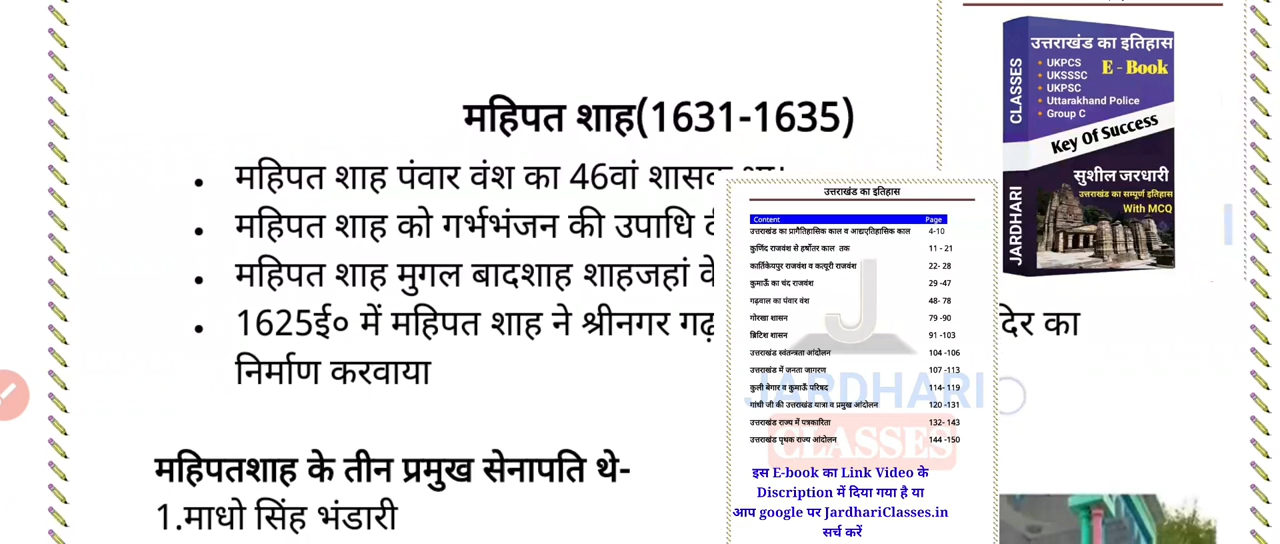 महिपत शाह(1631-1635)
• महिपत शाह पंवार वंश का 46वां शासक था।
• महिपत शाह को गर्भभंजन की उपाधि
• महिपत शाह मुगल बादशाह शाहजहां के
• 1625ई० में महिपत शाह ने श्रीनगर का
निर्माण करवाया
महिपतशाह के तीन प्रमुख सेनापति थे-
1.माधो सिंह भंडारी
उत्तराखंड का इतिहास
Content Page
उत्तराखंड का प्रागैतिहासिक काल व आद्यएतिहासिक काल 4-10
कुणिंद राजवंश से हर्षोतर काल तक 11 - 21
कार्तिकेयपुर राजवंश व कत्यूरी राजवंश 22- 28
कुमाऊँ का चंद राजवंश 29 -47
गढ़वाल का पंवार वंश 48- 78
गोरखा शासन 79 -90
ब्रिटिश शासन 91 -103
उत्तराखंड स्वंतन्त्रता आंदोलन 104 -106
उत्तराखंड में जनता जागरण 107 -113
कुली बेगार व कुमाऊँ परिषद 114- 119
गांधी जी की उत्तराखंड यात्रा व प्रमुख आंदोलन 120 -131
उत्तराखंड राज्य में पत्रकारिता 132- 143
उत्तराखंड पृथक राज्य आंदोलन 144 -150
J
JARDHARI
CLASSES
इस E-book का Link Video के
Discription में दिया गया है या
आप google पर JardhariClasses.in
सर्च करें
JARDHARI CLASSES
उत्तराखंड का इतिहास
E - Book
• UKPCS
• UKSSSC
• UKPSC
• Uttarakhand Police
• Group C
Key Of Success
सुशील जरधारी
उत्तराखंड का सम्पूर्ण इतिहास
With MCQ